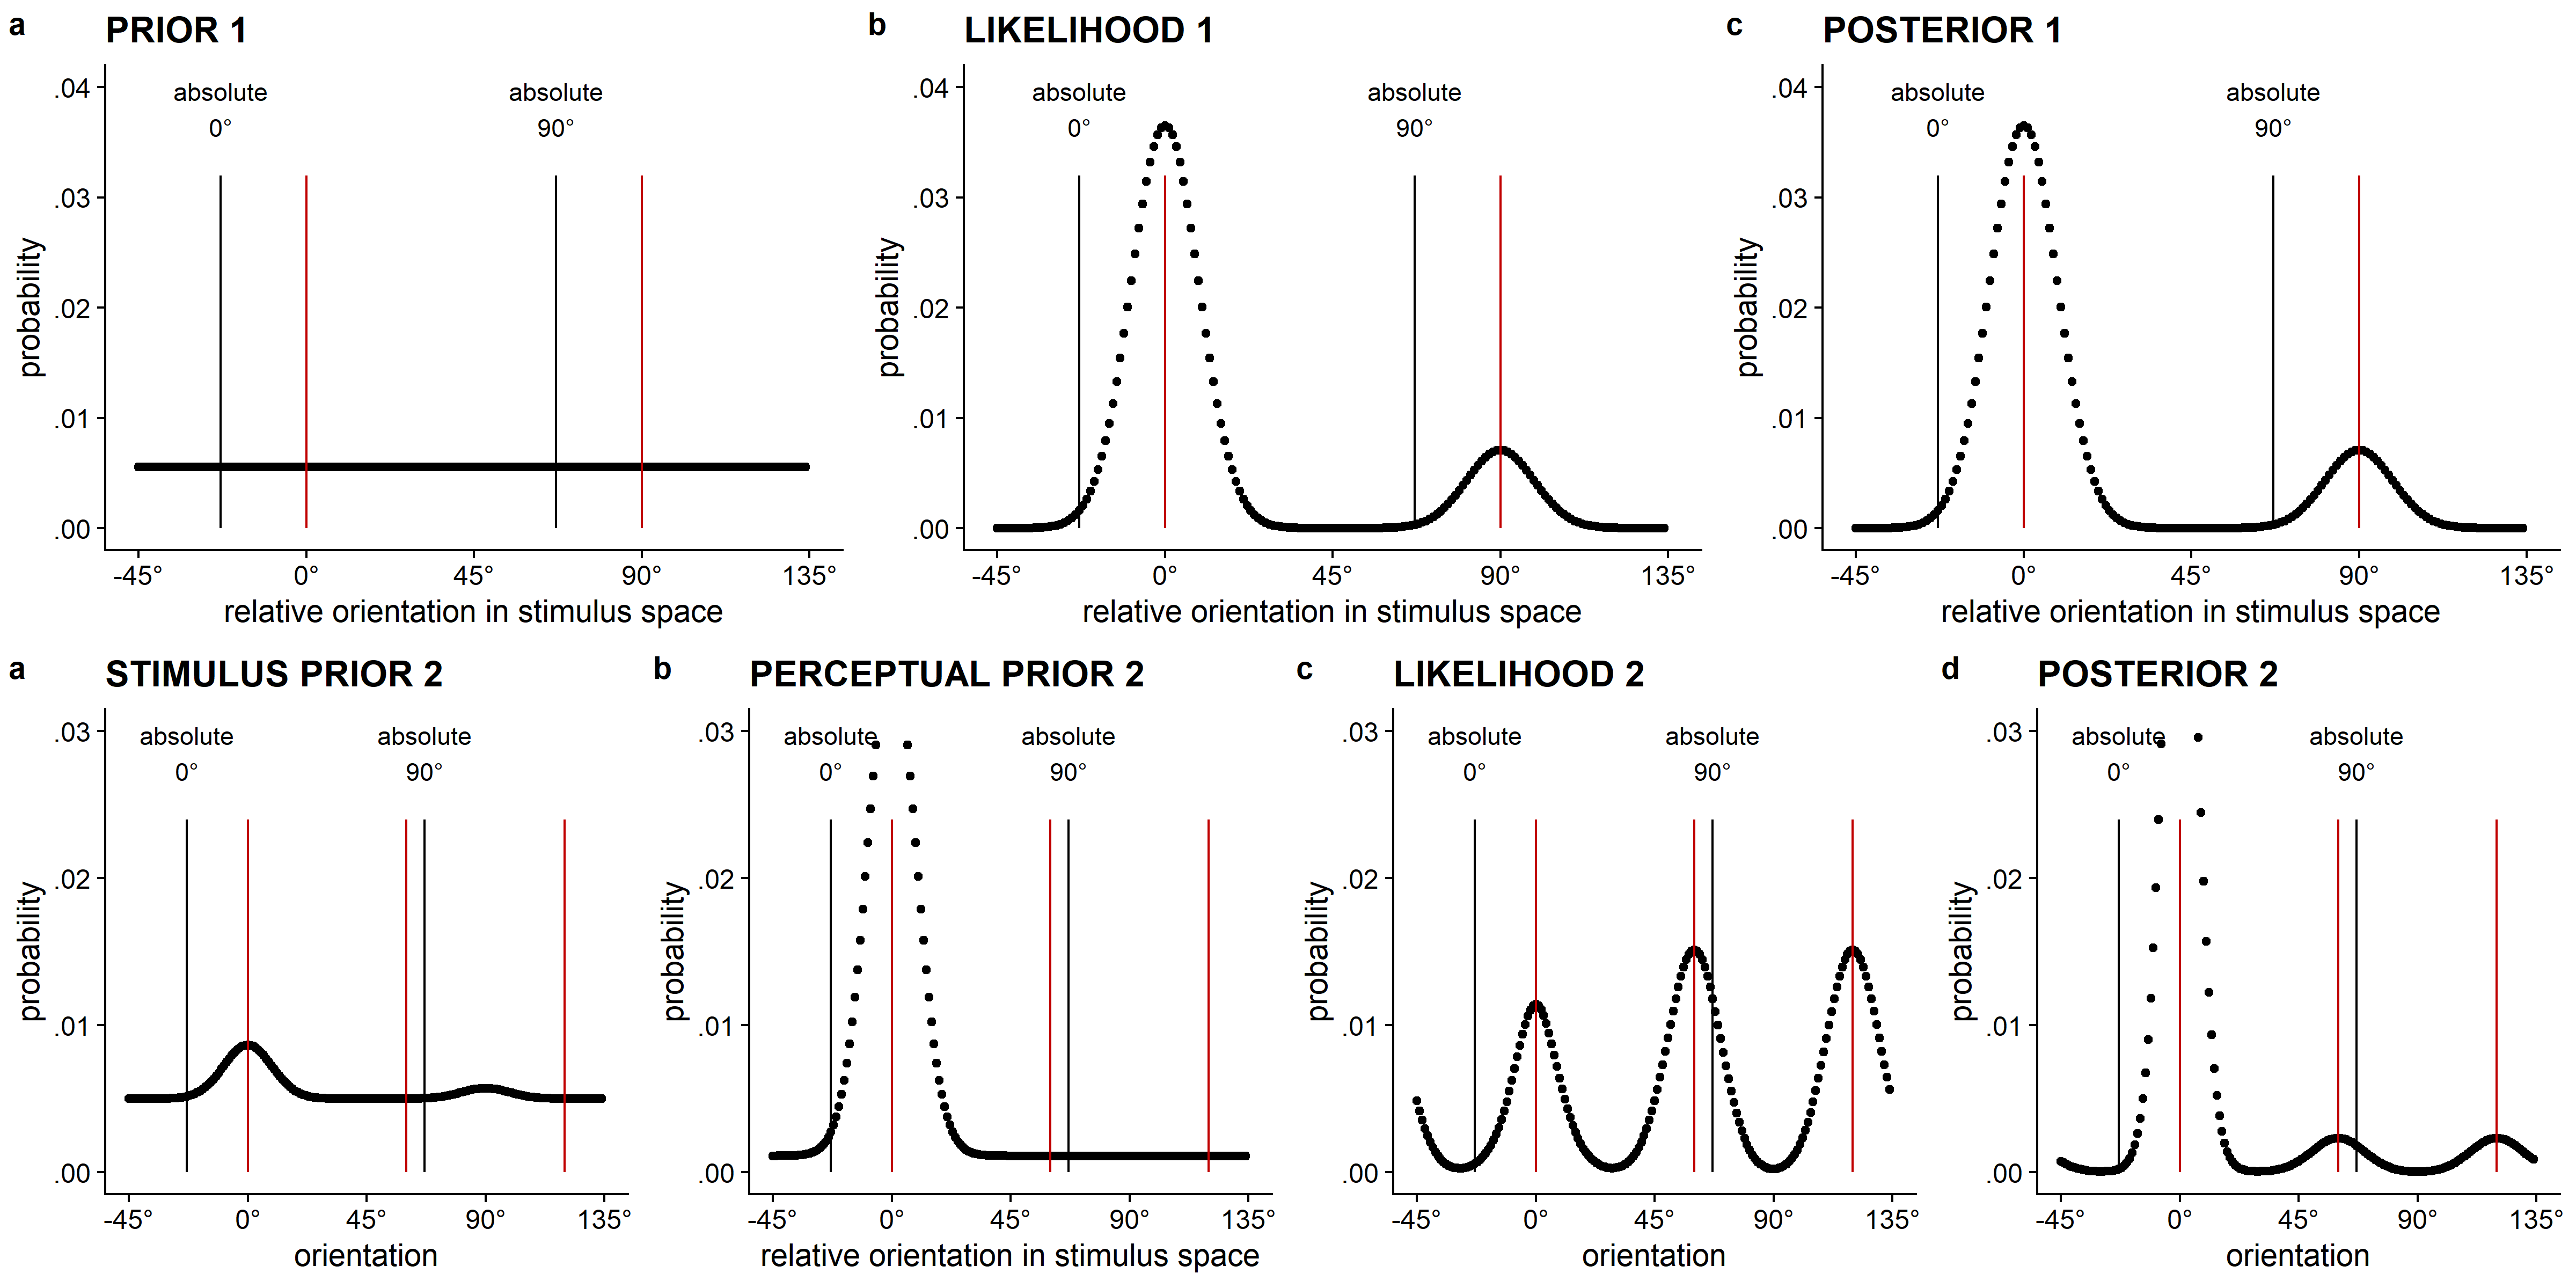 a PRIOR 1
.04
.03
.02
.01
.00
probability
absolute
0°
absolute
90°
-45° 0° 45° 90° 135°
relative orientation in stimulus space
b LIKELIHOOD 1
.04
.03
.02
.01
.00
probability
absolute
0°
absolute
90°
-45° 0° 45° 90° 135°
relative orientation in stimulus space
c POSTERIOR 1
.04
.03
.02
.01
.00
probability
absolute
0°
absolute
90°
-45° 0° 45° 90° 135°
relative orientation in stimulus space
a STIMULUS PRIOR 2
.03
.02
.01
.00
probability
absolute
0°
absolute
90°
-45° 0° 45° 90° 135°
orientation
b PERCEPTUAL PRIOR 2
.03
.02
.01
.00
probability
absolute
0°
absolute
90°
-45° 0° 45° 90° 135°
relative orientation in stimulus space
c LIKELIHOOD 2
.03
.02
.01
.00
probability
absolute
0°
absolute
90°
-45° 0° 45° 90° 135°
orientation
d POSTERIOR 2
.03
.02
.01
.00
probability
absolute
0°
absolute
90°
-45° 0° 45° 90° 135°
orientation